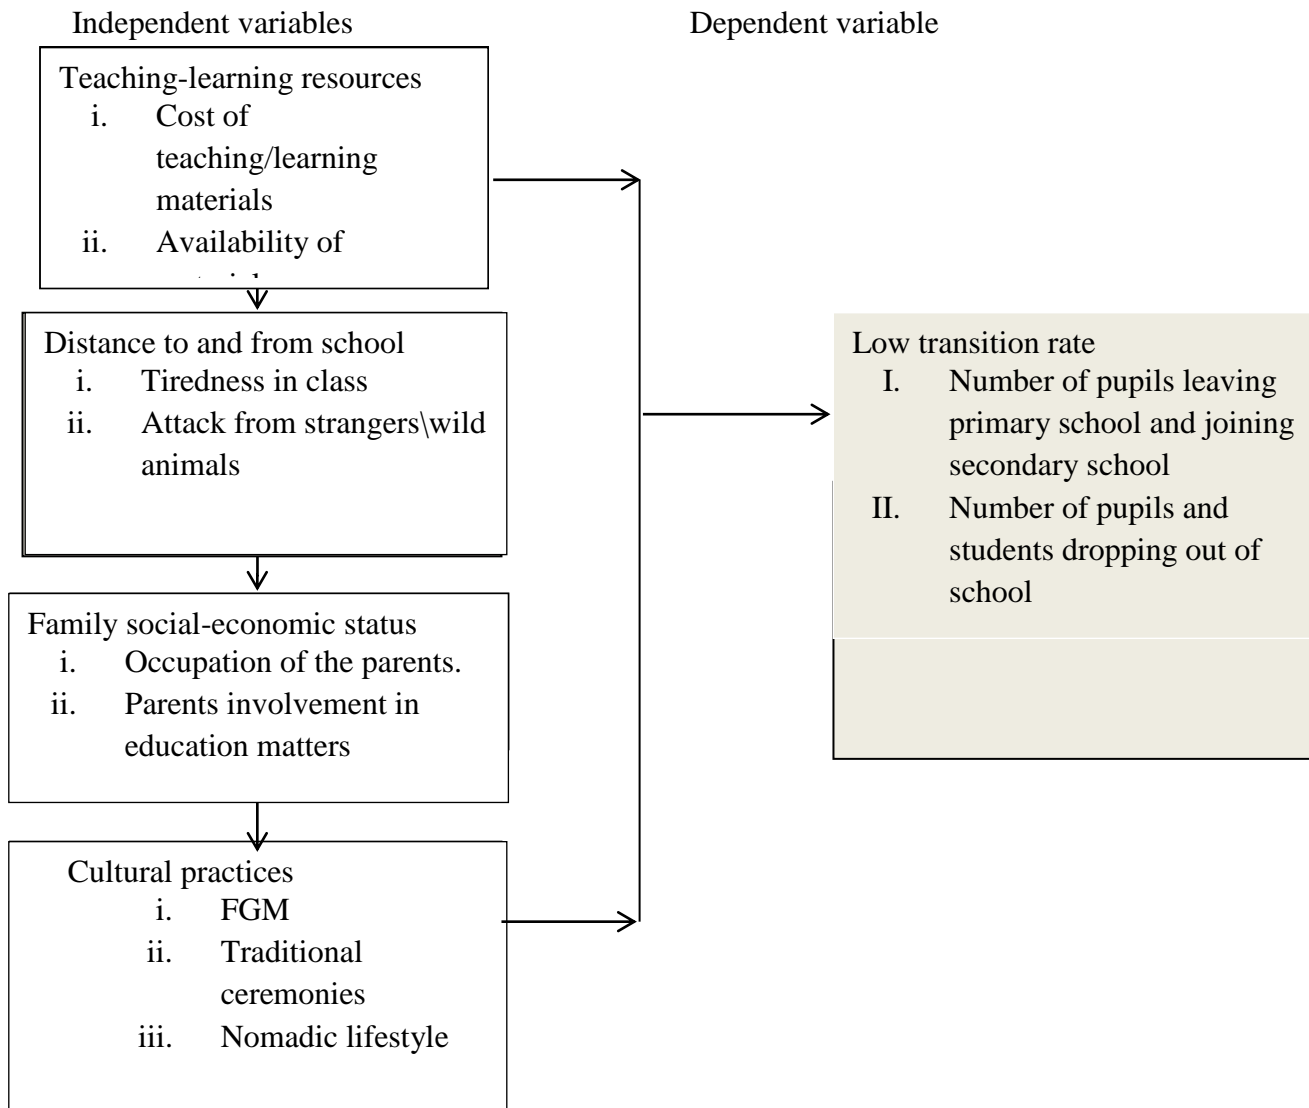 Independent variables
Dependent variable
Teaching-learning resources
i. Cost of
teaching/learning
materials
ii. Availability of
Distance to and from school
i. Tiredness in class
ii. Attack from strangers\wild
animals
Family social-economic status
i. Occupation of the parents.
ii. Parents involvement in
education matters
Cultural practices
i. FGM
ii. Traditional
ceremonies
iii. Nomadic lifestyle
Low transition rate
I. Number of pupils leaving
primary school and joining
secondary school
II. Number of pupils and
students dropping out of
school